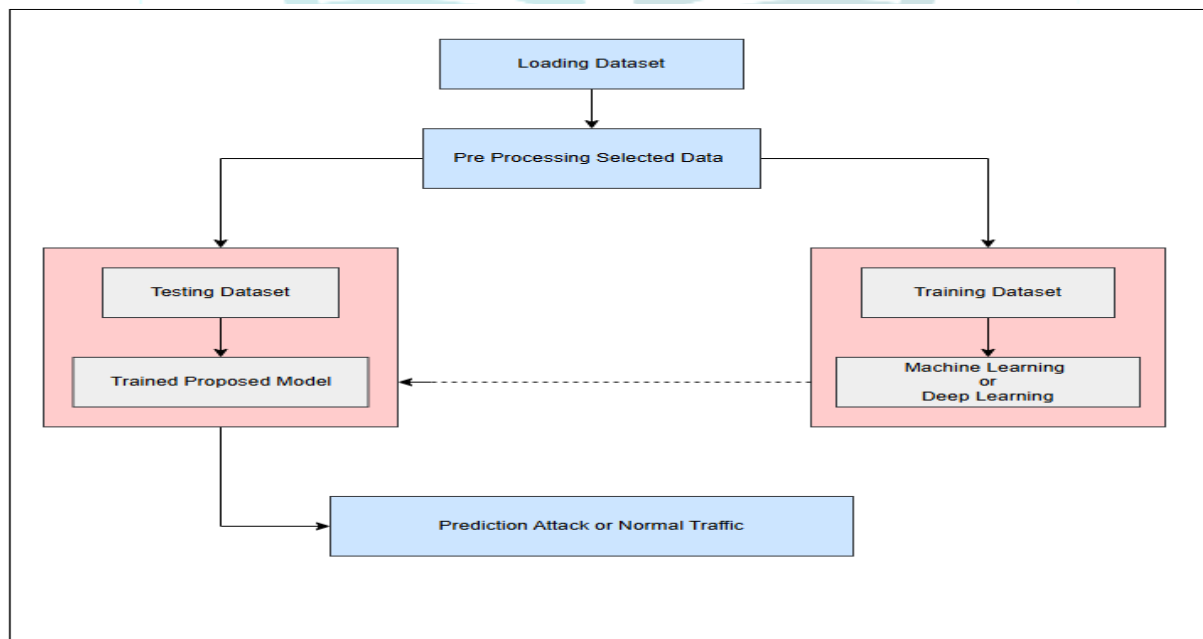 Loading Dataset
Pre Processing Selected Data
Testing Dataset
Trained Proposed Model
Training Dataset
Machine Learning
or
Deep Learning
Prediction Attack or Normal Traffic